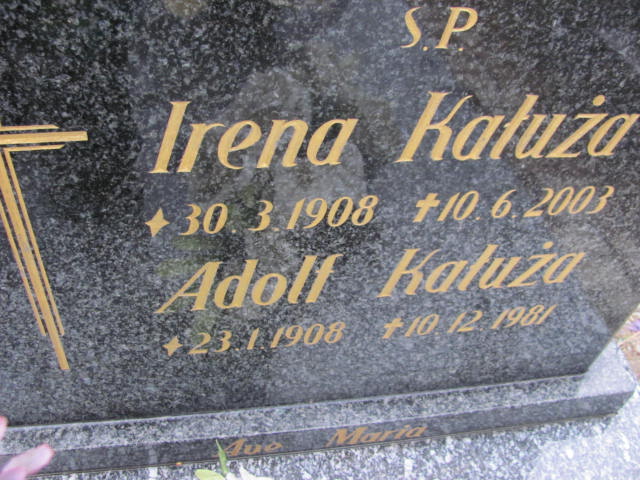 S.P.
Irena Kałuża
30.3.1908 10.6.2003
Adolf Kałuża
23.1.1908 10.12.1981
Ave Maria